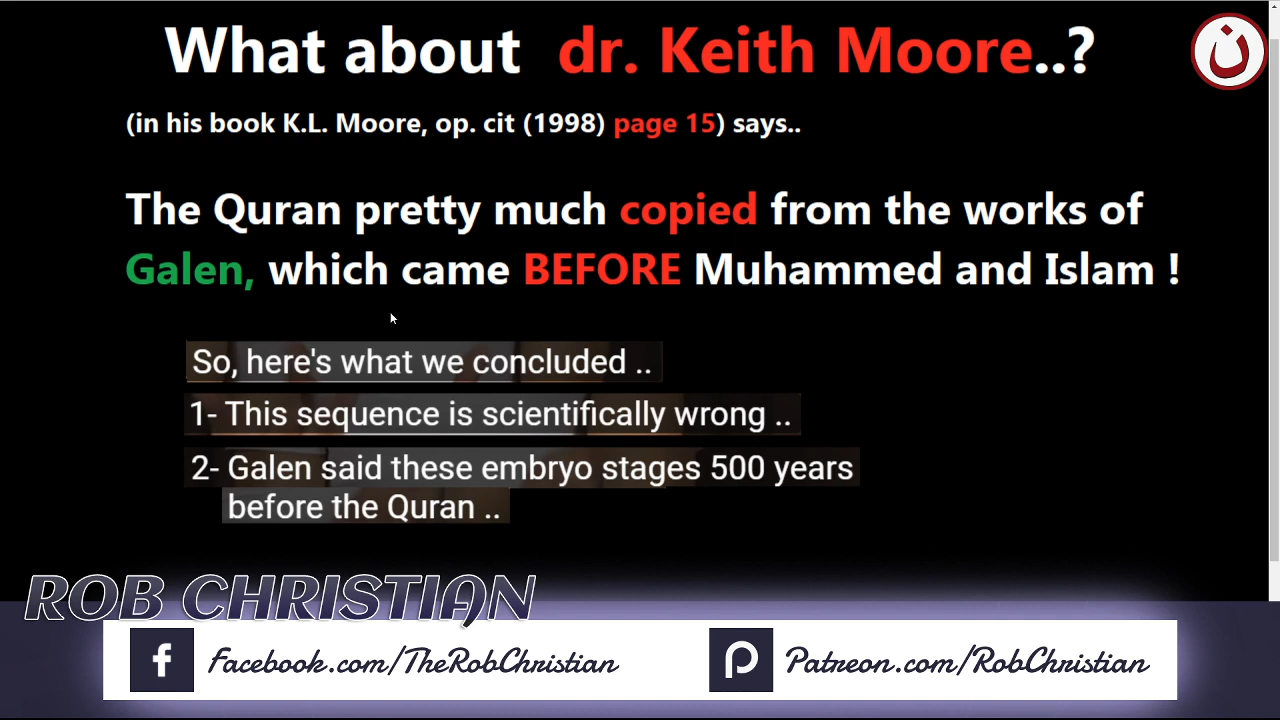 What about dr. Keith Moore..?
ن
(in his book K.L. Moore, op. cit (1998) page 15) says..
The Quran pretty much copied from the works of
Galen, which came BEFORE Muhammed and Islam !
So, here's what we concluded ..
1- This sequence is scientifically wrong ..
2- Galen said these embryo stages 500 years
before the Quran ..
ROB CHRISTIAN
Facebook.com/TheRobChristian
Patreon.com/RobChristian